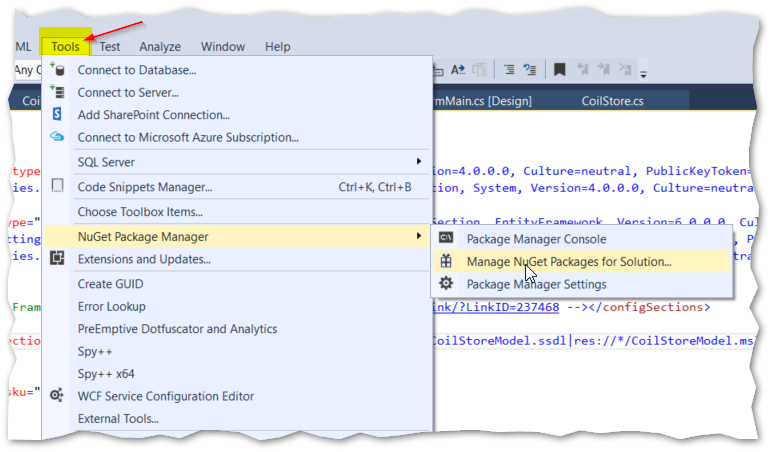 ML Tools Test Analyze Window Help
Any C
Connect to Database...
Connect to Server...
Coi
rmMain.cs [Design] CoilStore.cs
Add SharePoint Connection...
Connect to Microsoft Azure Subscription...
SQL Server
type
ion=4.0.0.0, Culture=neutral, PublicKeyToken=
Code Snippets Manager... Ctrl+K, Ctrl+B
ies.
tion, System, Version=4.0.0.0, Culture=neutra
Choose Toolbox Items...
ype="
Section, EntityFramework, Version=6.0.0.0, Cul
NuGet Package Manager
Package Manager Console
tting
Extensions and Updates...
Manage NuGet Packages for Solution...
ies.
Create GUID
Package Manager Settings
Error Lookup
Fram
ink/?LinkID=237468 --></configSections>
PreEmptive Dotfuscator and Analytics
Spy++
ectio
CoilStoreModel.ssdl|res://*/CoilStoreModel.ms
Spy++ x64
WCF Service Configuration Editor
sku="
External Tools...